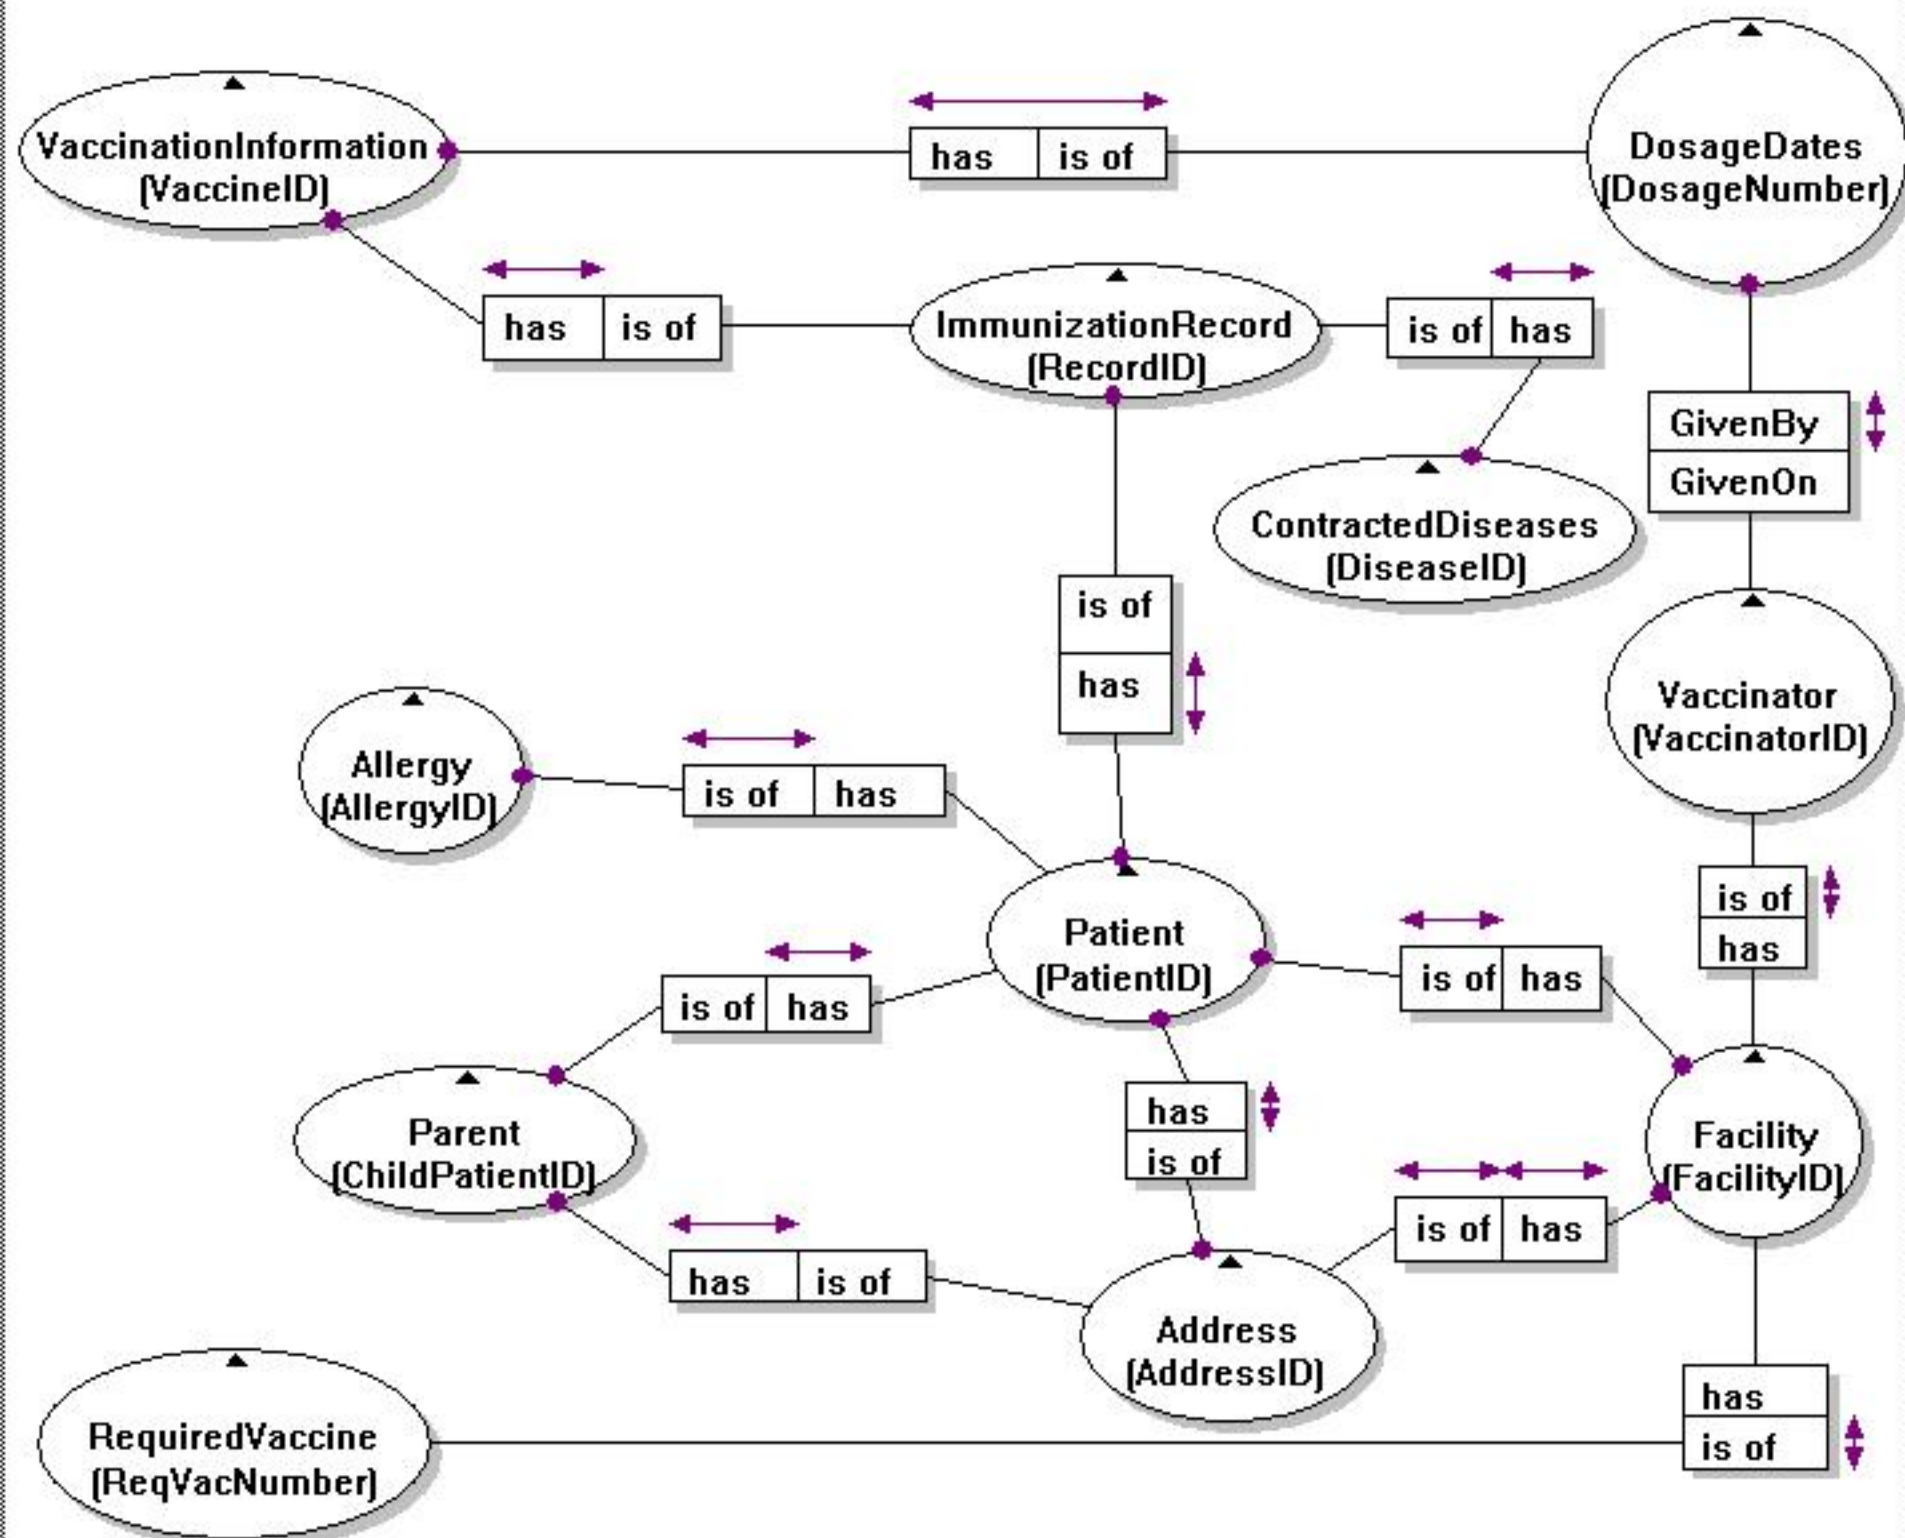 VaccinationInformation
(VaccineID)
has
is of
DosageDates
(DosageNumber)
has
is of
ImmunizationRecord
(RecordID)
is of
has
GivenBy
GivenOn
ContractedDiseases
(DiseaseID)
is of
has
Vaccinator
(VaccinatorID)
Allergy
(AllergyID)
is of
has
is of
has
Patient
(PatientID)
is of
has
is of
has
Parent
(ChildPatientID)
has
is of
Facility
(FacilityID)
is of
has
has
is of
Address
(AddressID)
has
is of
RequiredVaccine
(ReqVacNumber)